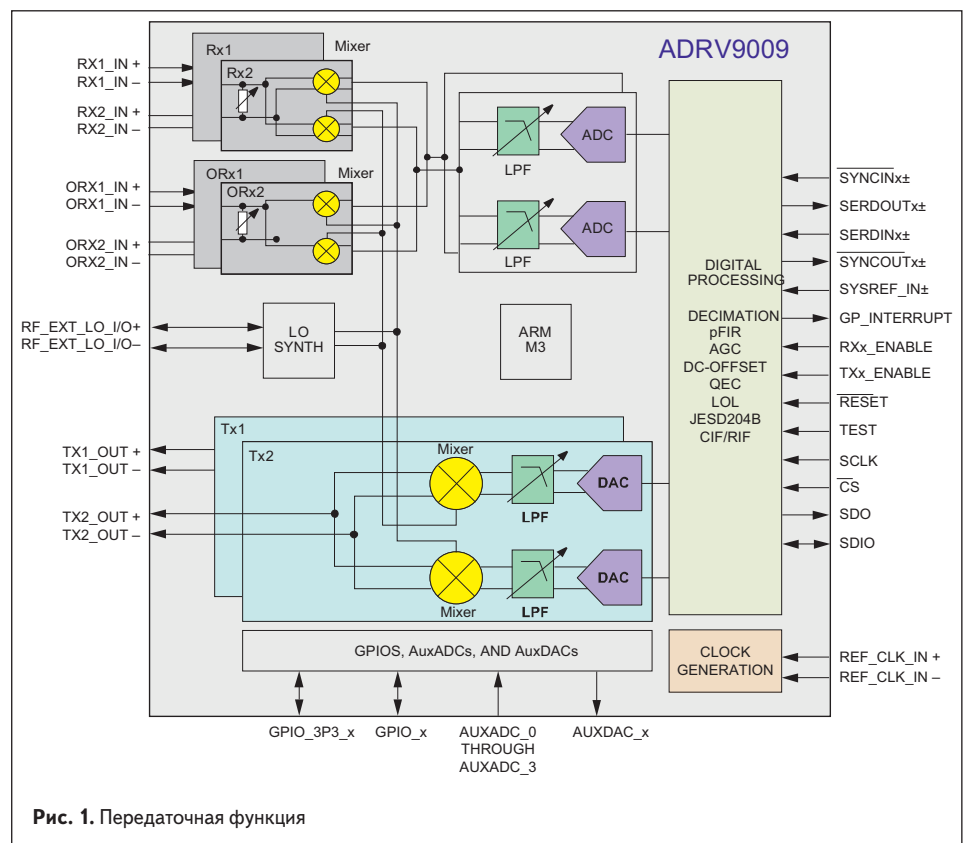 ADRV9009
Rx1
Mixer
Rx2
RX1_IN +
RX1_IN –
RX2_IN +
RX2_IN –
ORx1
Mixer
ORx2
ORX1_IN +
ORX1_IN –
ORX2_IN +
ORX2_IN –
LPF
ADC
LPF
ADC
RF_EXT_LO_I/O+
RF_EXT_LO_I/O–
LO
SYNTH
ARM
M3
DIGITAL
PROCESSING
DECIMATION
pFIR
AGC
DC-OFFSET
QEC
LOL
JESD204B
CIF/RIF
SYNCINx±
SERDOUTx±
SERDINx±
SYNCOUTx±
SYSREF_IN±
GP_INTERRUPT
RXx_ENABLE
TXx_ENABLE
RESET
TEST
SCLK
CS
SDO
SDIO
Tx1
Tx2
TX1_OUT +
TX1_OUT –
TX2_OUT +
TX2_OUT –
Mixer
LPF
DAC
Mixer
LPF
DAC
GPIOS, AuxADCs, AND AuxDACs
CLOCK
GENERATION
REF_CLK_IN +
REF_CLK_IN –
GPIO_3P3_x
GPIO_x
AUXADC_0
THROUGH
AUXADC_3
AUXDAC_x
Рис. 1. Передаточная функция